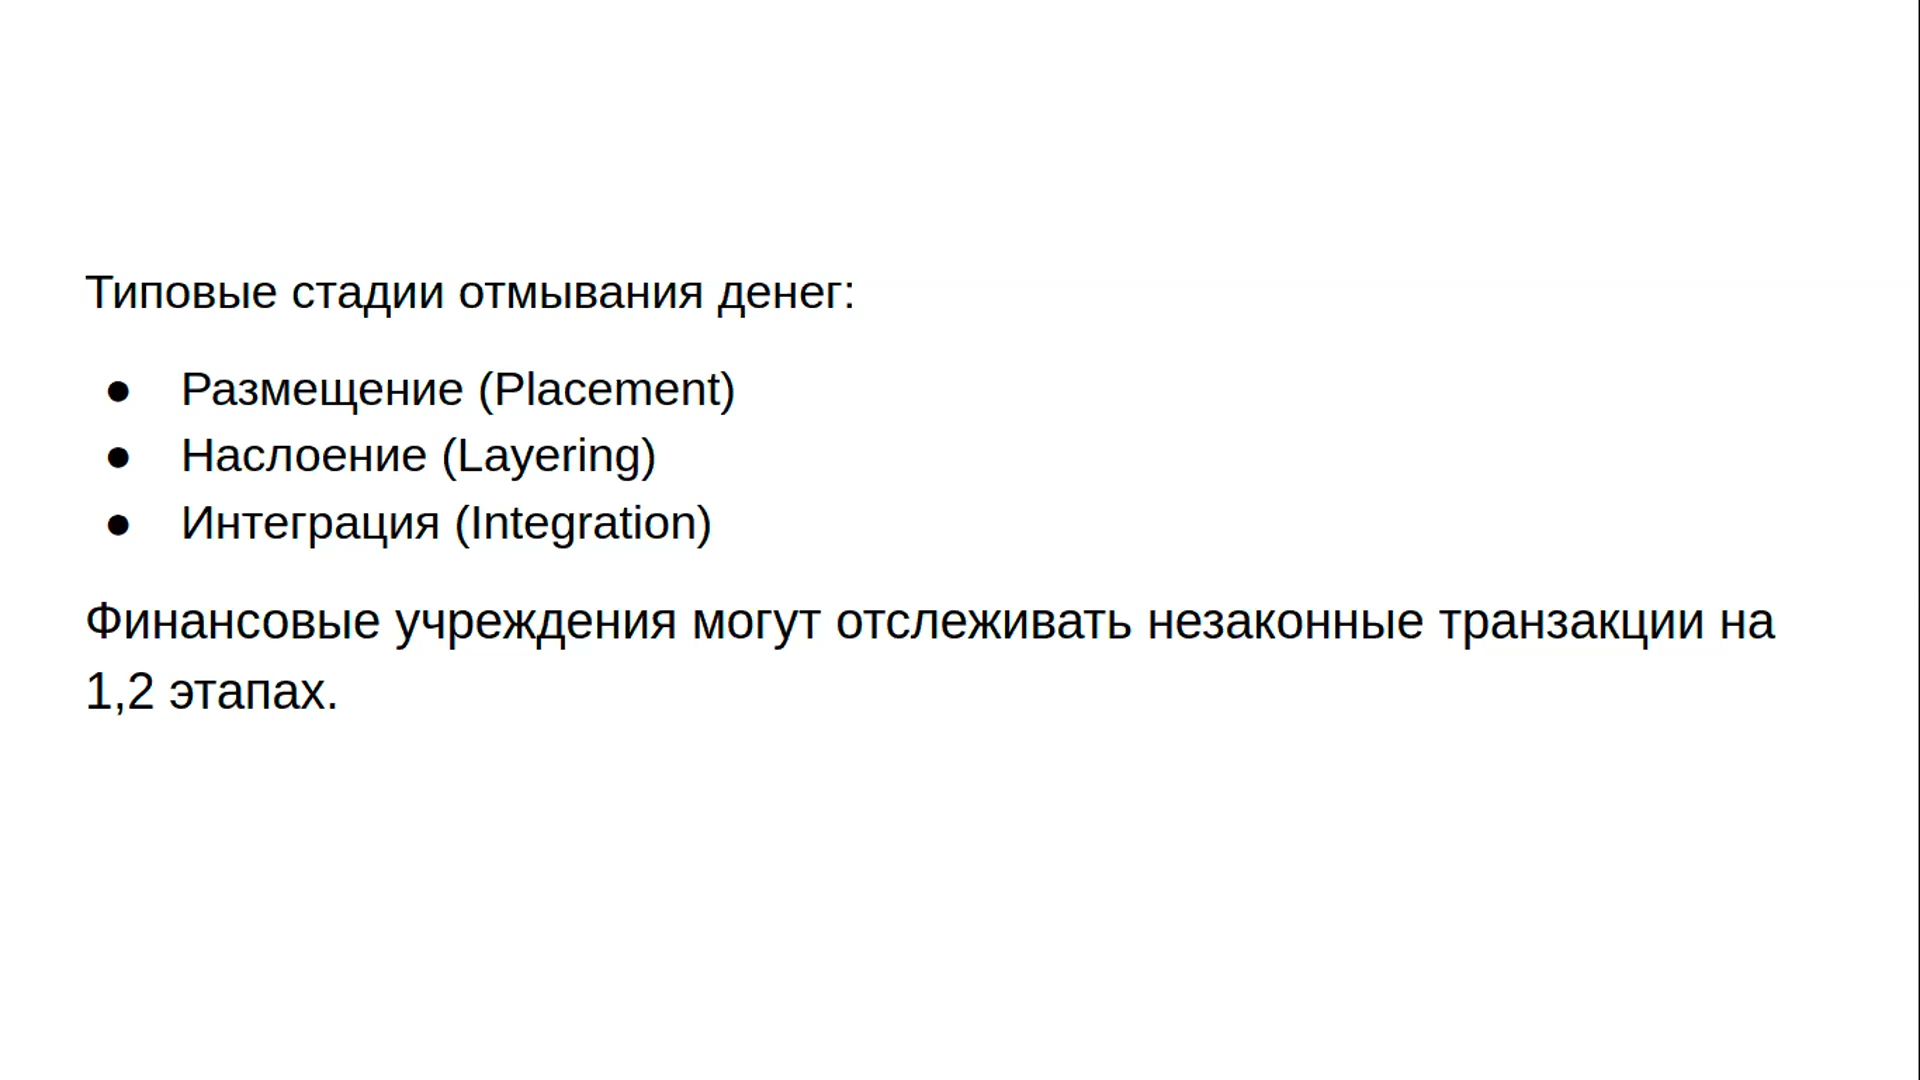 Типовые стадии отмывания денег:
● Размещение (Placement)
● Наслоение (Layering)
● Интеграция (Integration)
Финансовые учреждения могут отслеживать незаконные транзакции на
1,2 этапах.